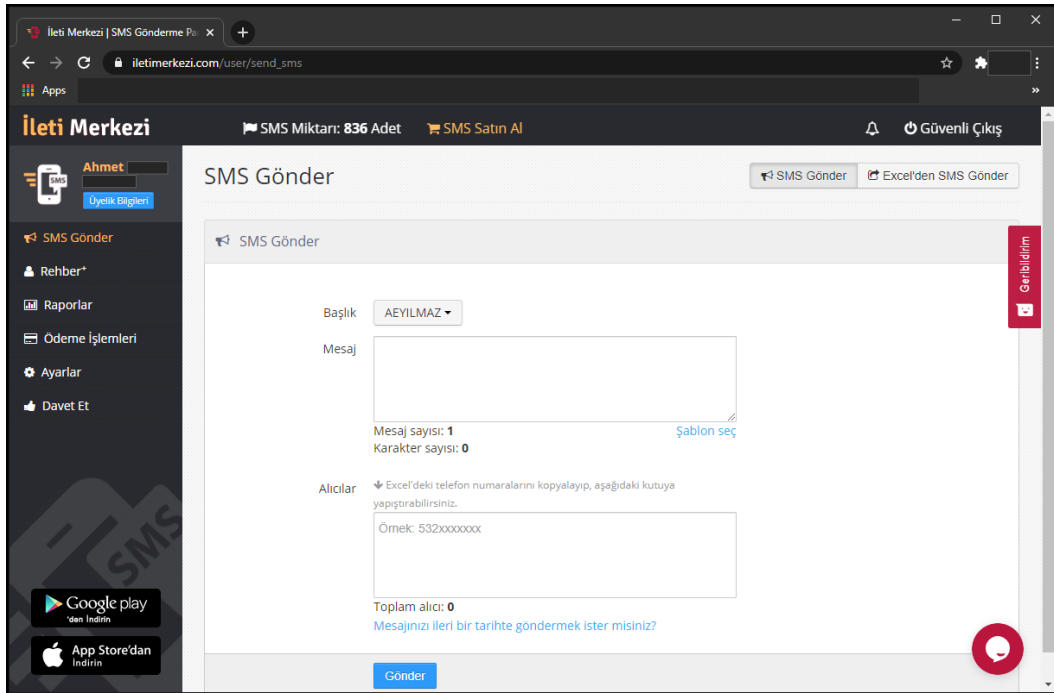 İleti Merkezi | SMS Gönderme Pa
iletimerkezi.com/user/send_sms
Apps
İleti Merkezi
SMS Miktarı: 836 Adet
SMS Satın Al
Güvenli Çıkış
SMS
Ahmet
Üyelik Bilgileri
SMS Gönder
Rehber+
Raporlar
Ödeme İşlemleri
Ayarlar
Davet Et
SMS
Google play
'den İndirin
App Store'dan
İndirin
SMS Gönder
SMS Gönder
Excel'den SMS Gönder
SMS Gönder
Başlık
AEYILMAZ
Mesaj
Mesaj sayısı: 1
Şablon seç
Karakter sayısı: 0
Alıcılar
Excel'deki telefon numaralarını kopyalayıp, aşağıdaki kutuya
yapıştırabilirsiniz.
Örnek: 532xxxxxxx
Toplam alıcı: 0
Mesajınızı ileri bir tarihte göndermek ister misiniz?
Gönder
Geribildirim